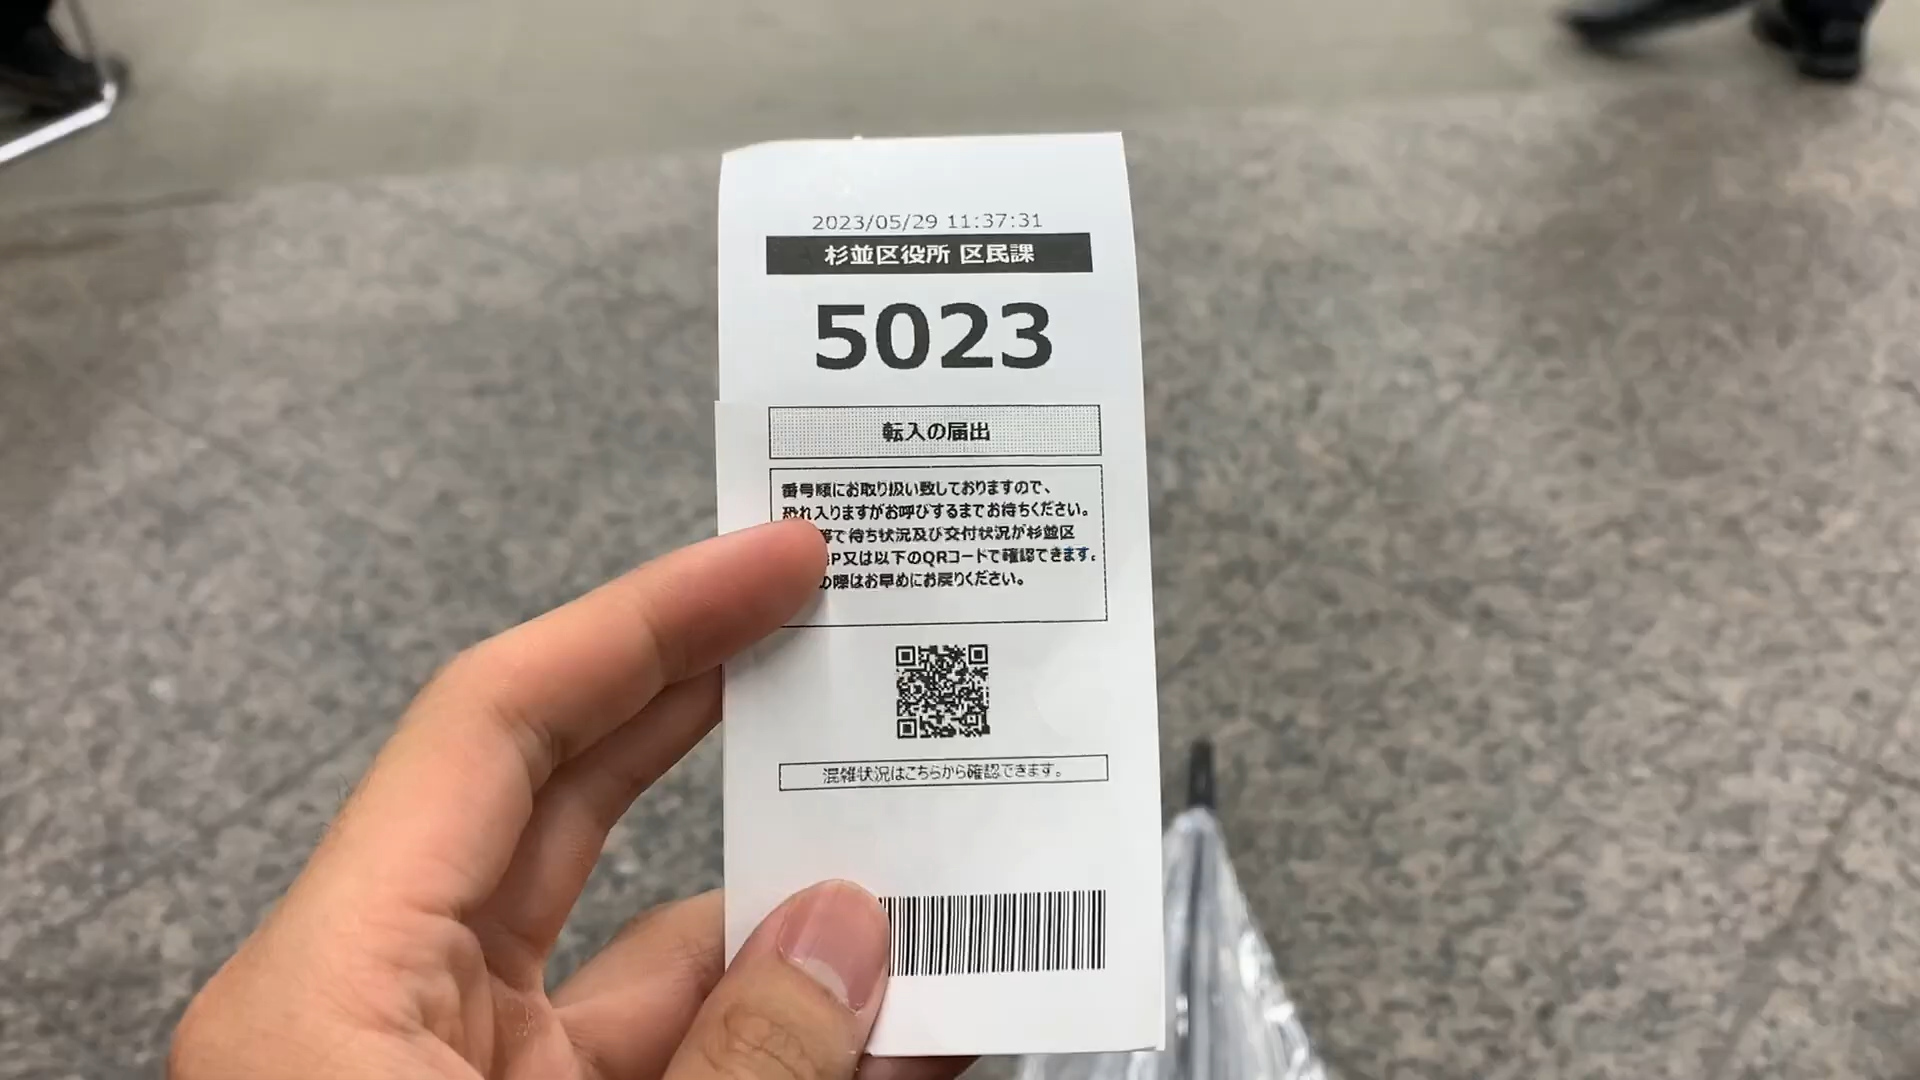 2023/05/29 11:37:31
杉並区役所 区民課
5023
転入の届出
番号順にお取り扱い致しておりますので、
恐れ入りますがお呼びするまでお待ちください。
等で待ち状況及び交付状況が杉並区
P又は以下のQRコードで確認できます。
の際はお早めにお戻りください。
混雑状況はこちらから確認できます。